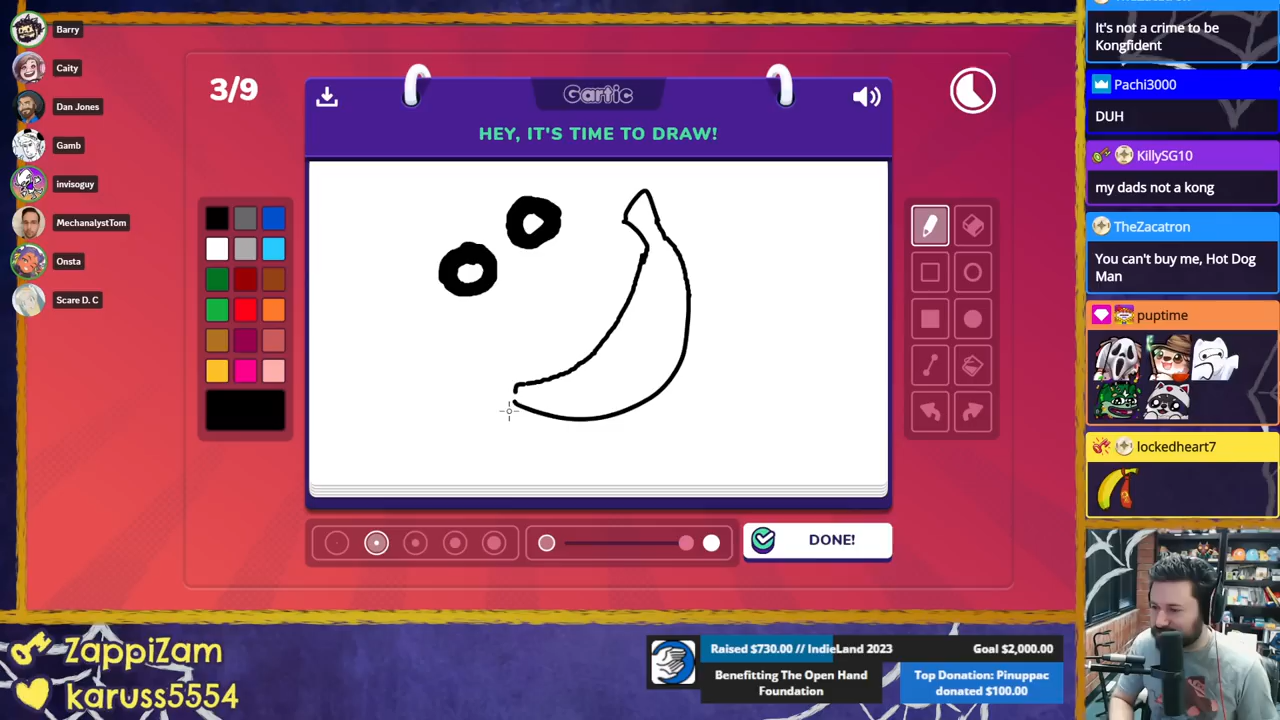 Barry
Caity
Dan Jones
Gamb
invisoguy
MechanalystTom
Onsta
Scare D. C
3/9
Gartic
HEY, IT'S TIME TO DRAW!
DONE!
It's not a crime to be
Kongfident
Pachi3000
DUH
KillySG10
my dads not a kong
TheZacatron
You can't buy me, Hot Dog
Man
puptime
lockedheart7
ZappiZam
karuss5554
Raised $730.00 // IndieLand 2023
Goal $2,000.00
Benefitting The Open Hand
Foundation
Top Donation: Pinuppac
donated $100.00